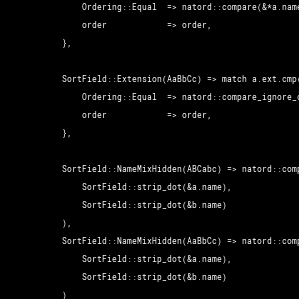 Ordering::Equal  => natord::compare(&*a.name
order            => order,
},
SortField::Extension(AaBbCc) => match a.ext.cmp(
Ordering::Equal  => natord::compare_ignore_c
order            => order,
},
SortField::NameMixHidden(ABCabc) => natord::comp
SortField::strip_dot(&a.name),
SortField::strip_dot(&b.name)
),
SortField::NameMixHidden(AaBbCc) => natord::comp
SortField::strip_dot(&a.name),
SortField::strip_dot(&b.name)
)